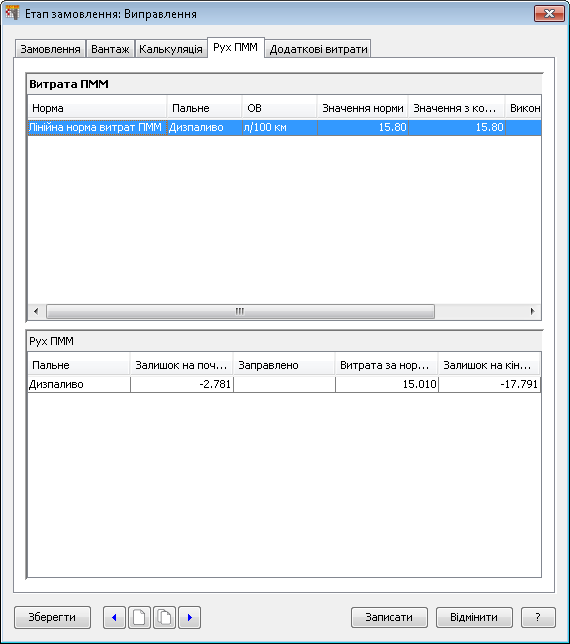 Етап замовлення: Виправлення
Замовлення Вантаж Калькуляція Рух ПММ Додаткові витрати
Витрата ПММ
Норма Пальне ОВ Значення норми Значення з ко... Викон
Лінійна норма витрат ПММ Дизпаливо л/100 км 15.80 15.80
Рух ПММ
Пальне Залишок на поч... Заправлено Витрата за нор... Залишок на кін...
Дизпаливо -2.781 15.010 -17.791
Зберегти Записати Відмінити ?